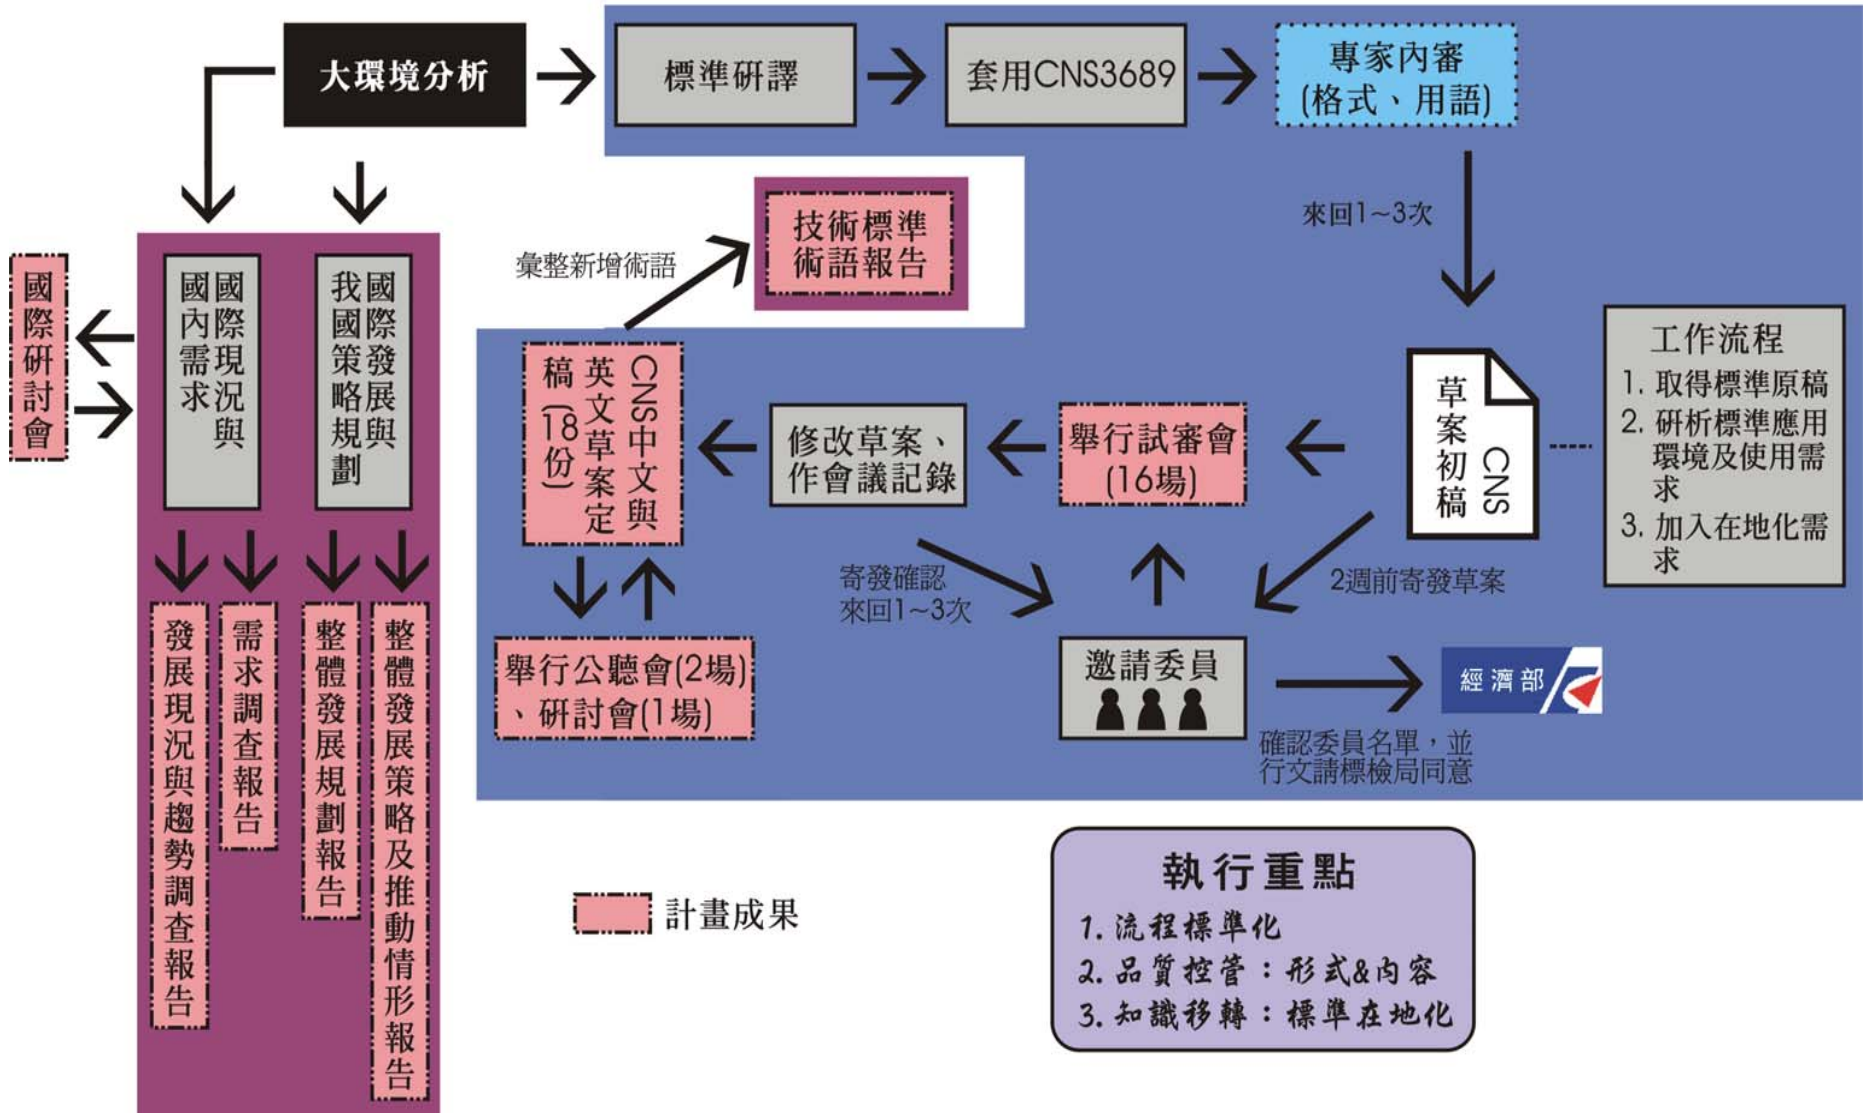 大環境分析
標準研譯
套用CNS3689
專家內審
(格式、用語)
來回1~3次
技術標準
術語報告
彙整新增術語
國際研討會
國際現況與
國內需求
國際發展與
我國策略規劃
CNS中文與
英文草案定
稿(18份)
修改草案、
作會議記錄
舉行試審會
(16場)
CNS
草案初稿
工作流程
1. 取得標準原稿
2. 研析標準應用
環境及使用需
求
3. 加入在地化需
求
寄發確認
來回1~3次
2週前寄發草案
發展現況與趨勢調查報告
需求調查報告
整體發展規劃報告
整體發展策略及推動情形報告
舉行公聽會(2場)
、研討會(1場)
邀請委員
經濟部
確認委員名單，並
行文請標檢局同意
計畫成果
執行重點
1. 流程標準化
2. 品質控管：形式&內容
3. 知識移轉：標準在地化